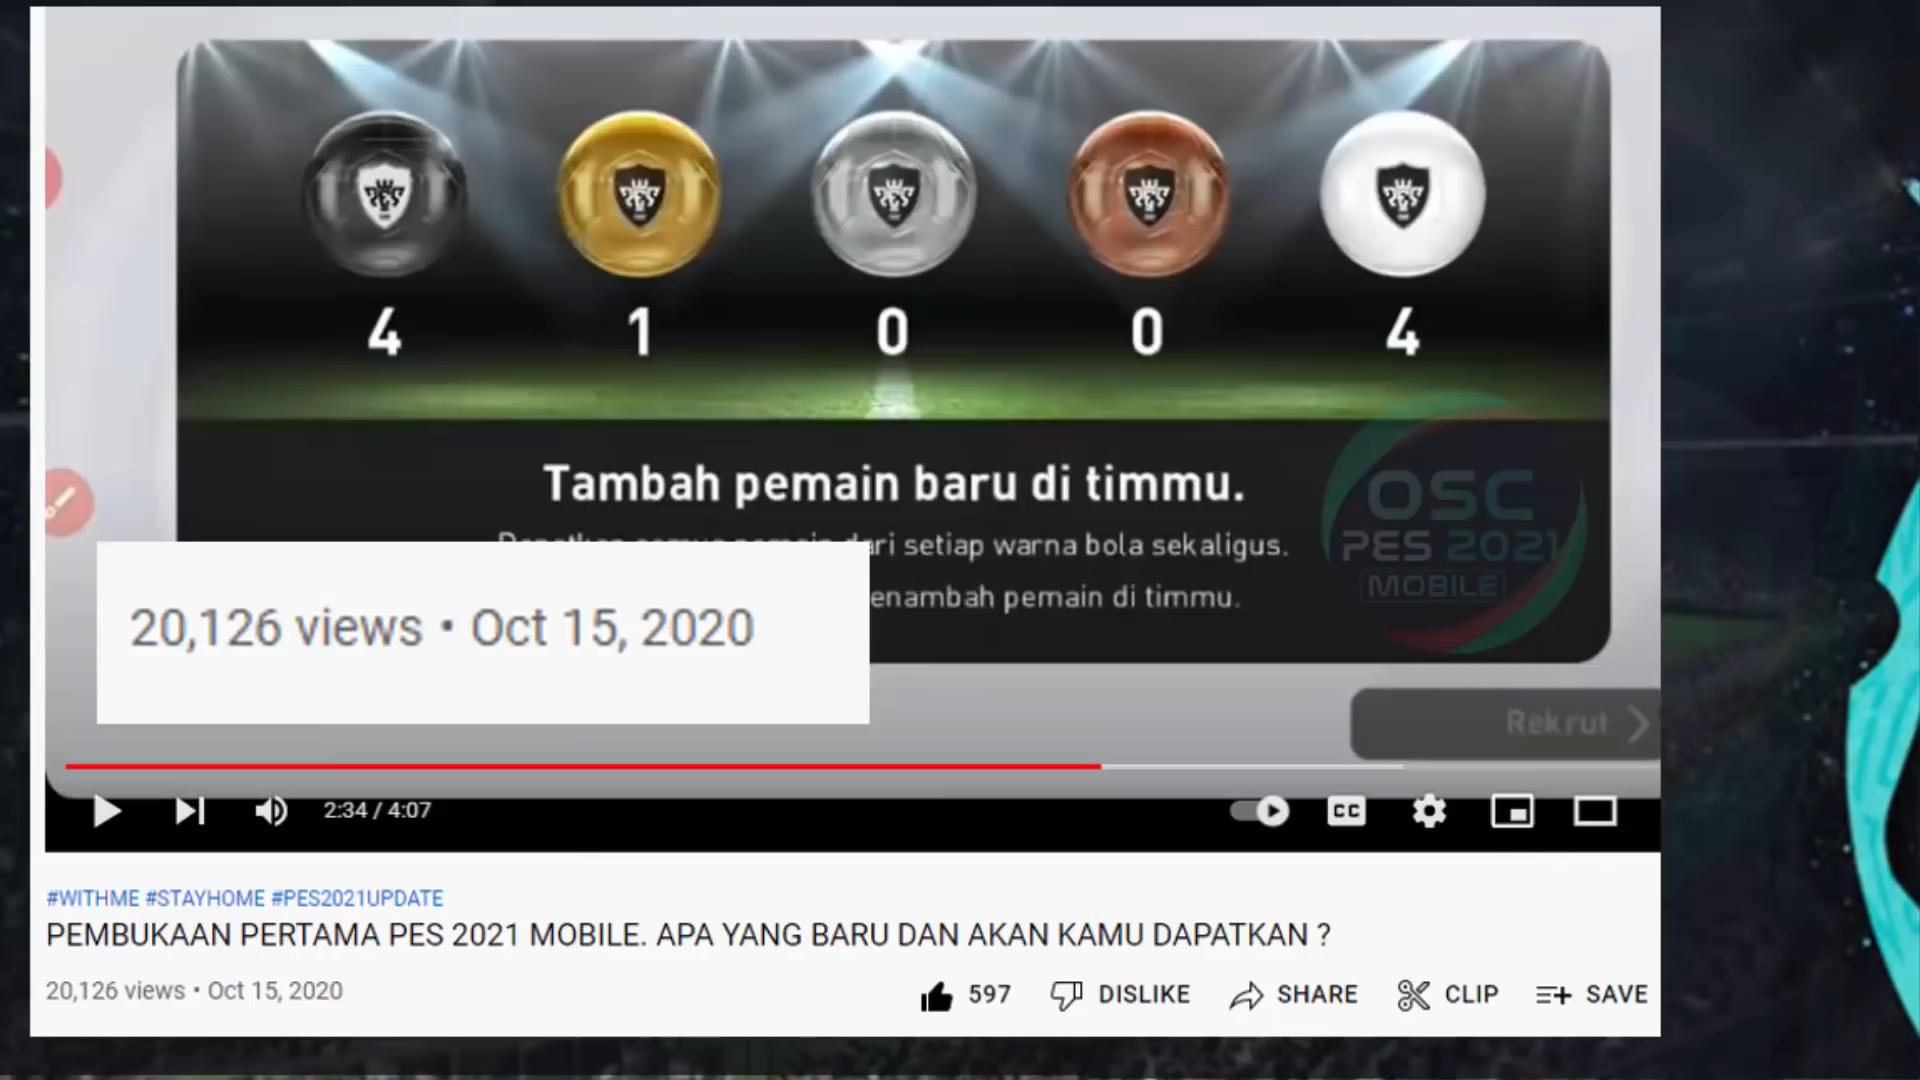 4 1 0 0 4
Tambah pemain baru di timmu.
setiap warna bola sekaligus.
pemain di timmu.
OSC
PES 2021
MOBILE
20,126 views • Oct 15, 2020
Rekrut
2:34 / 4:07
CC
#WITHME #STAYHOME #PES2021UPDATE
PEMBUKAAN PERTAMA PES 2021 MOBILE. APA YANG BARU DAN AKAN KAMU DAPATKAN ?
20,126 views • Oct 15, 2020
597 DISLIKE SHARE CLIP SAVE